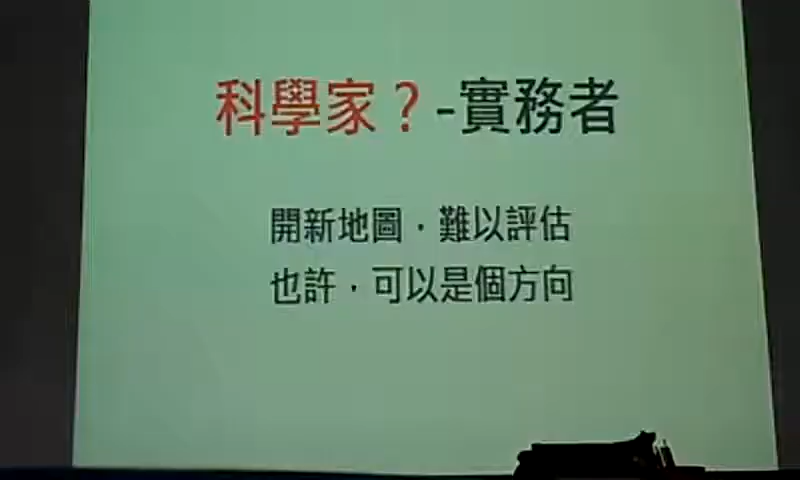 科學家？-實務者
開新地圖，難以評估
也許，可以是個方向